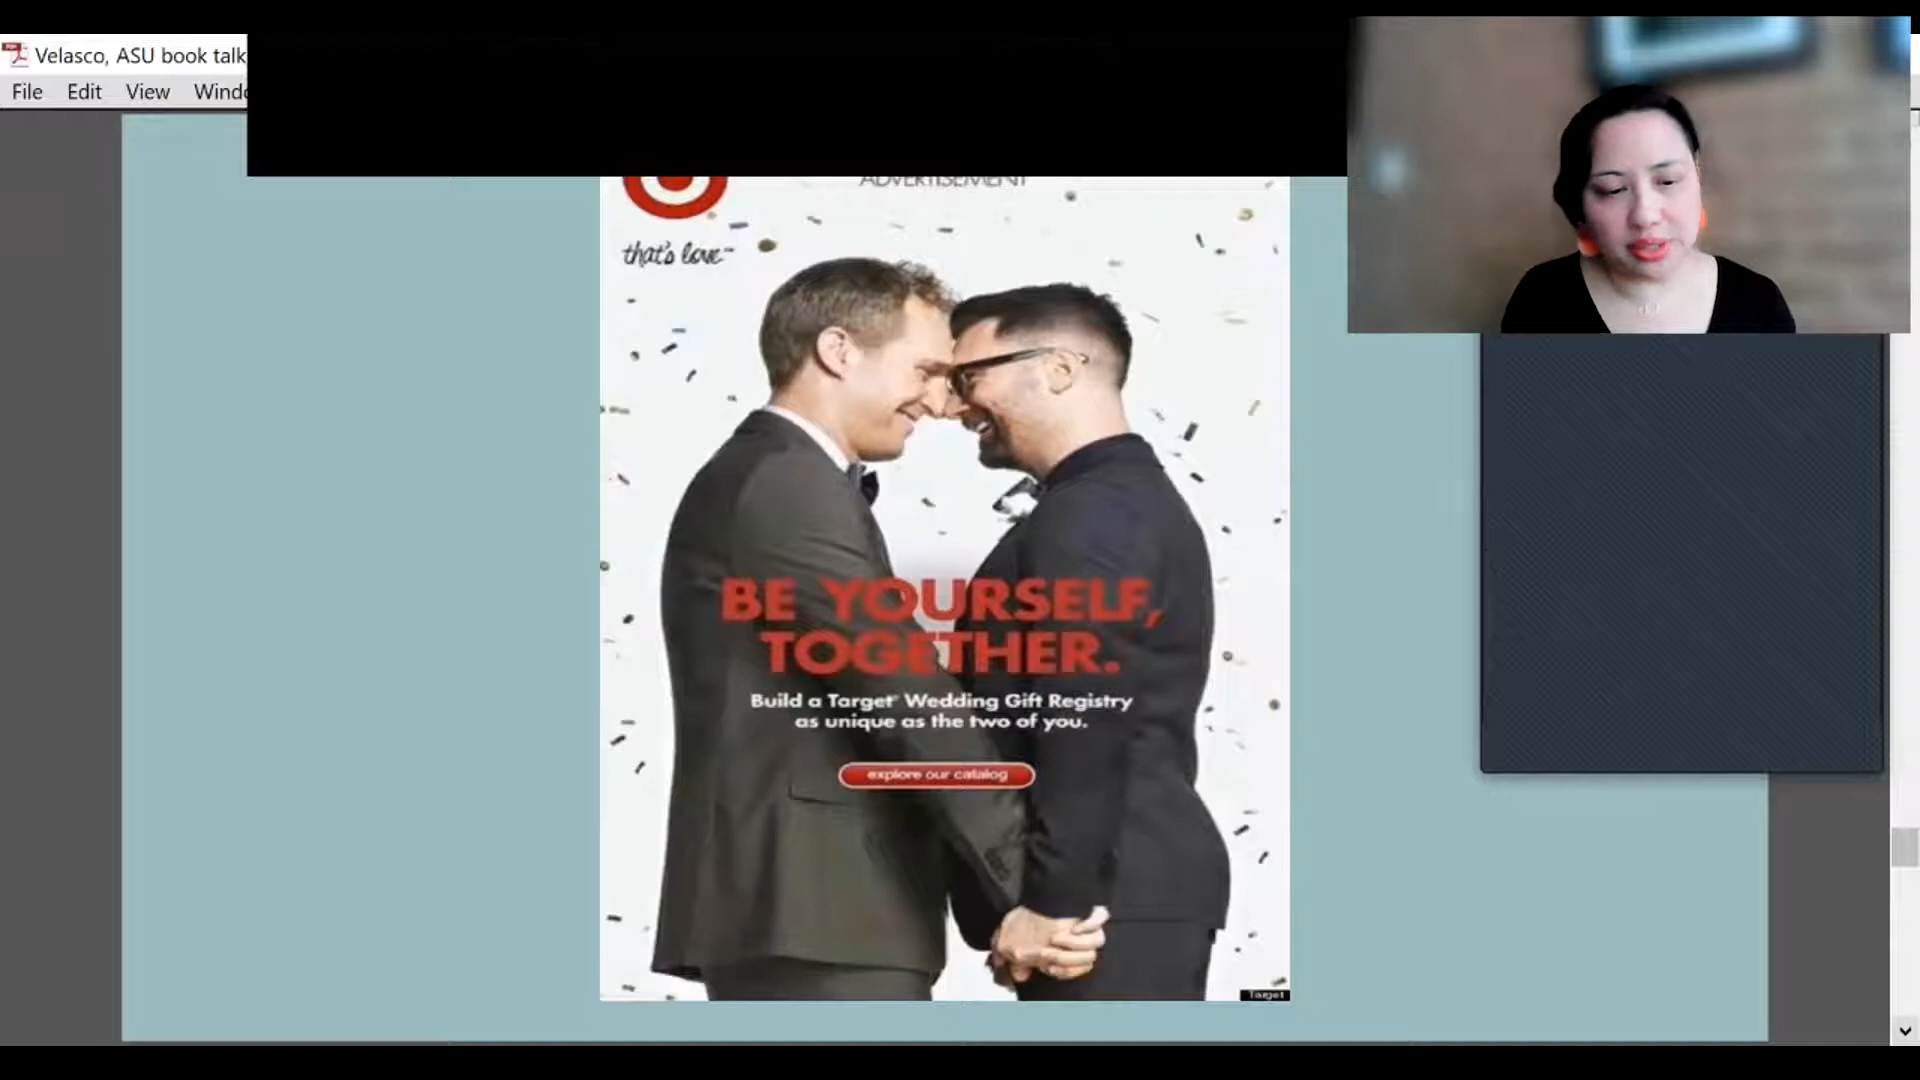 Velasco, ASU book talk
File Edit View Windo
ADVERTISEMENT
that's love
BE YOURSELF,
TOGETHER.
Build a Target Wedding Gift Registry
as unique as the two of you.
explore our catalog
Target